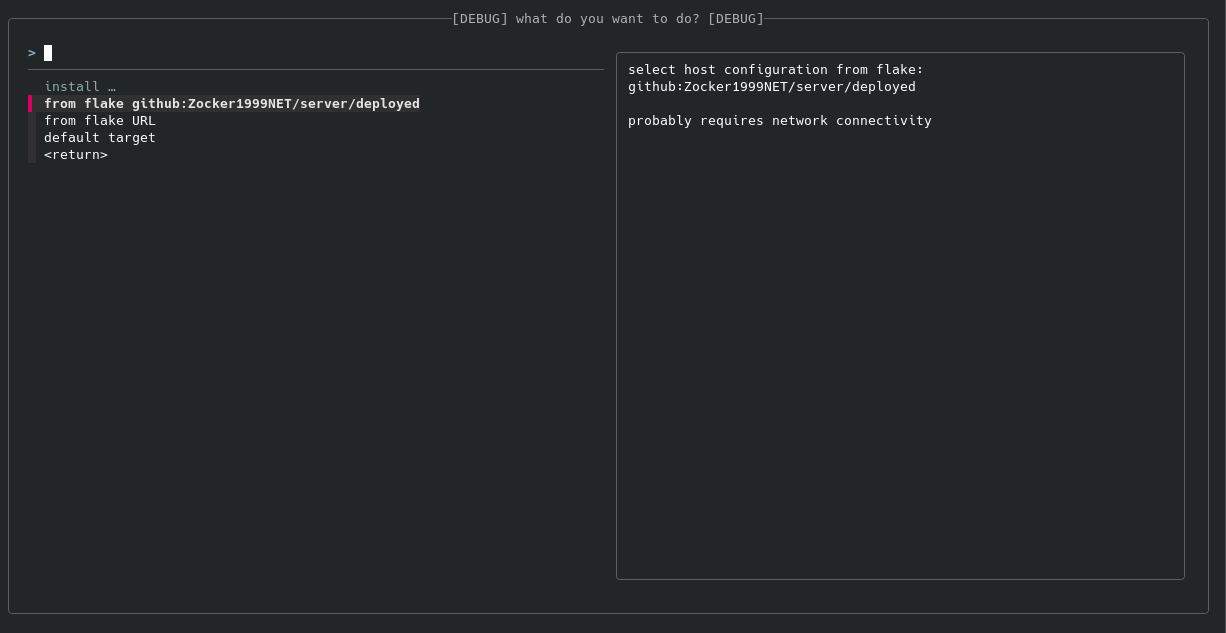 [DEBUG] what do you want to do? [DEBUG]
>
install …
from flake github:Zocker1999NET/server/deployed
from flake URL
default target
<return>
select host configuration from flake:
github:Zocker1999NET/server/deployed
probably requires network connectivity